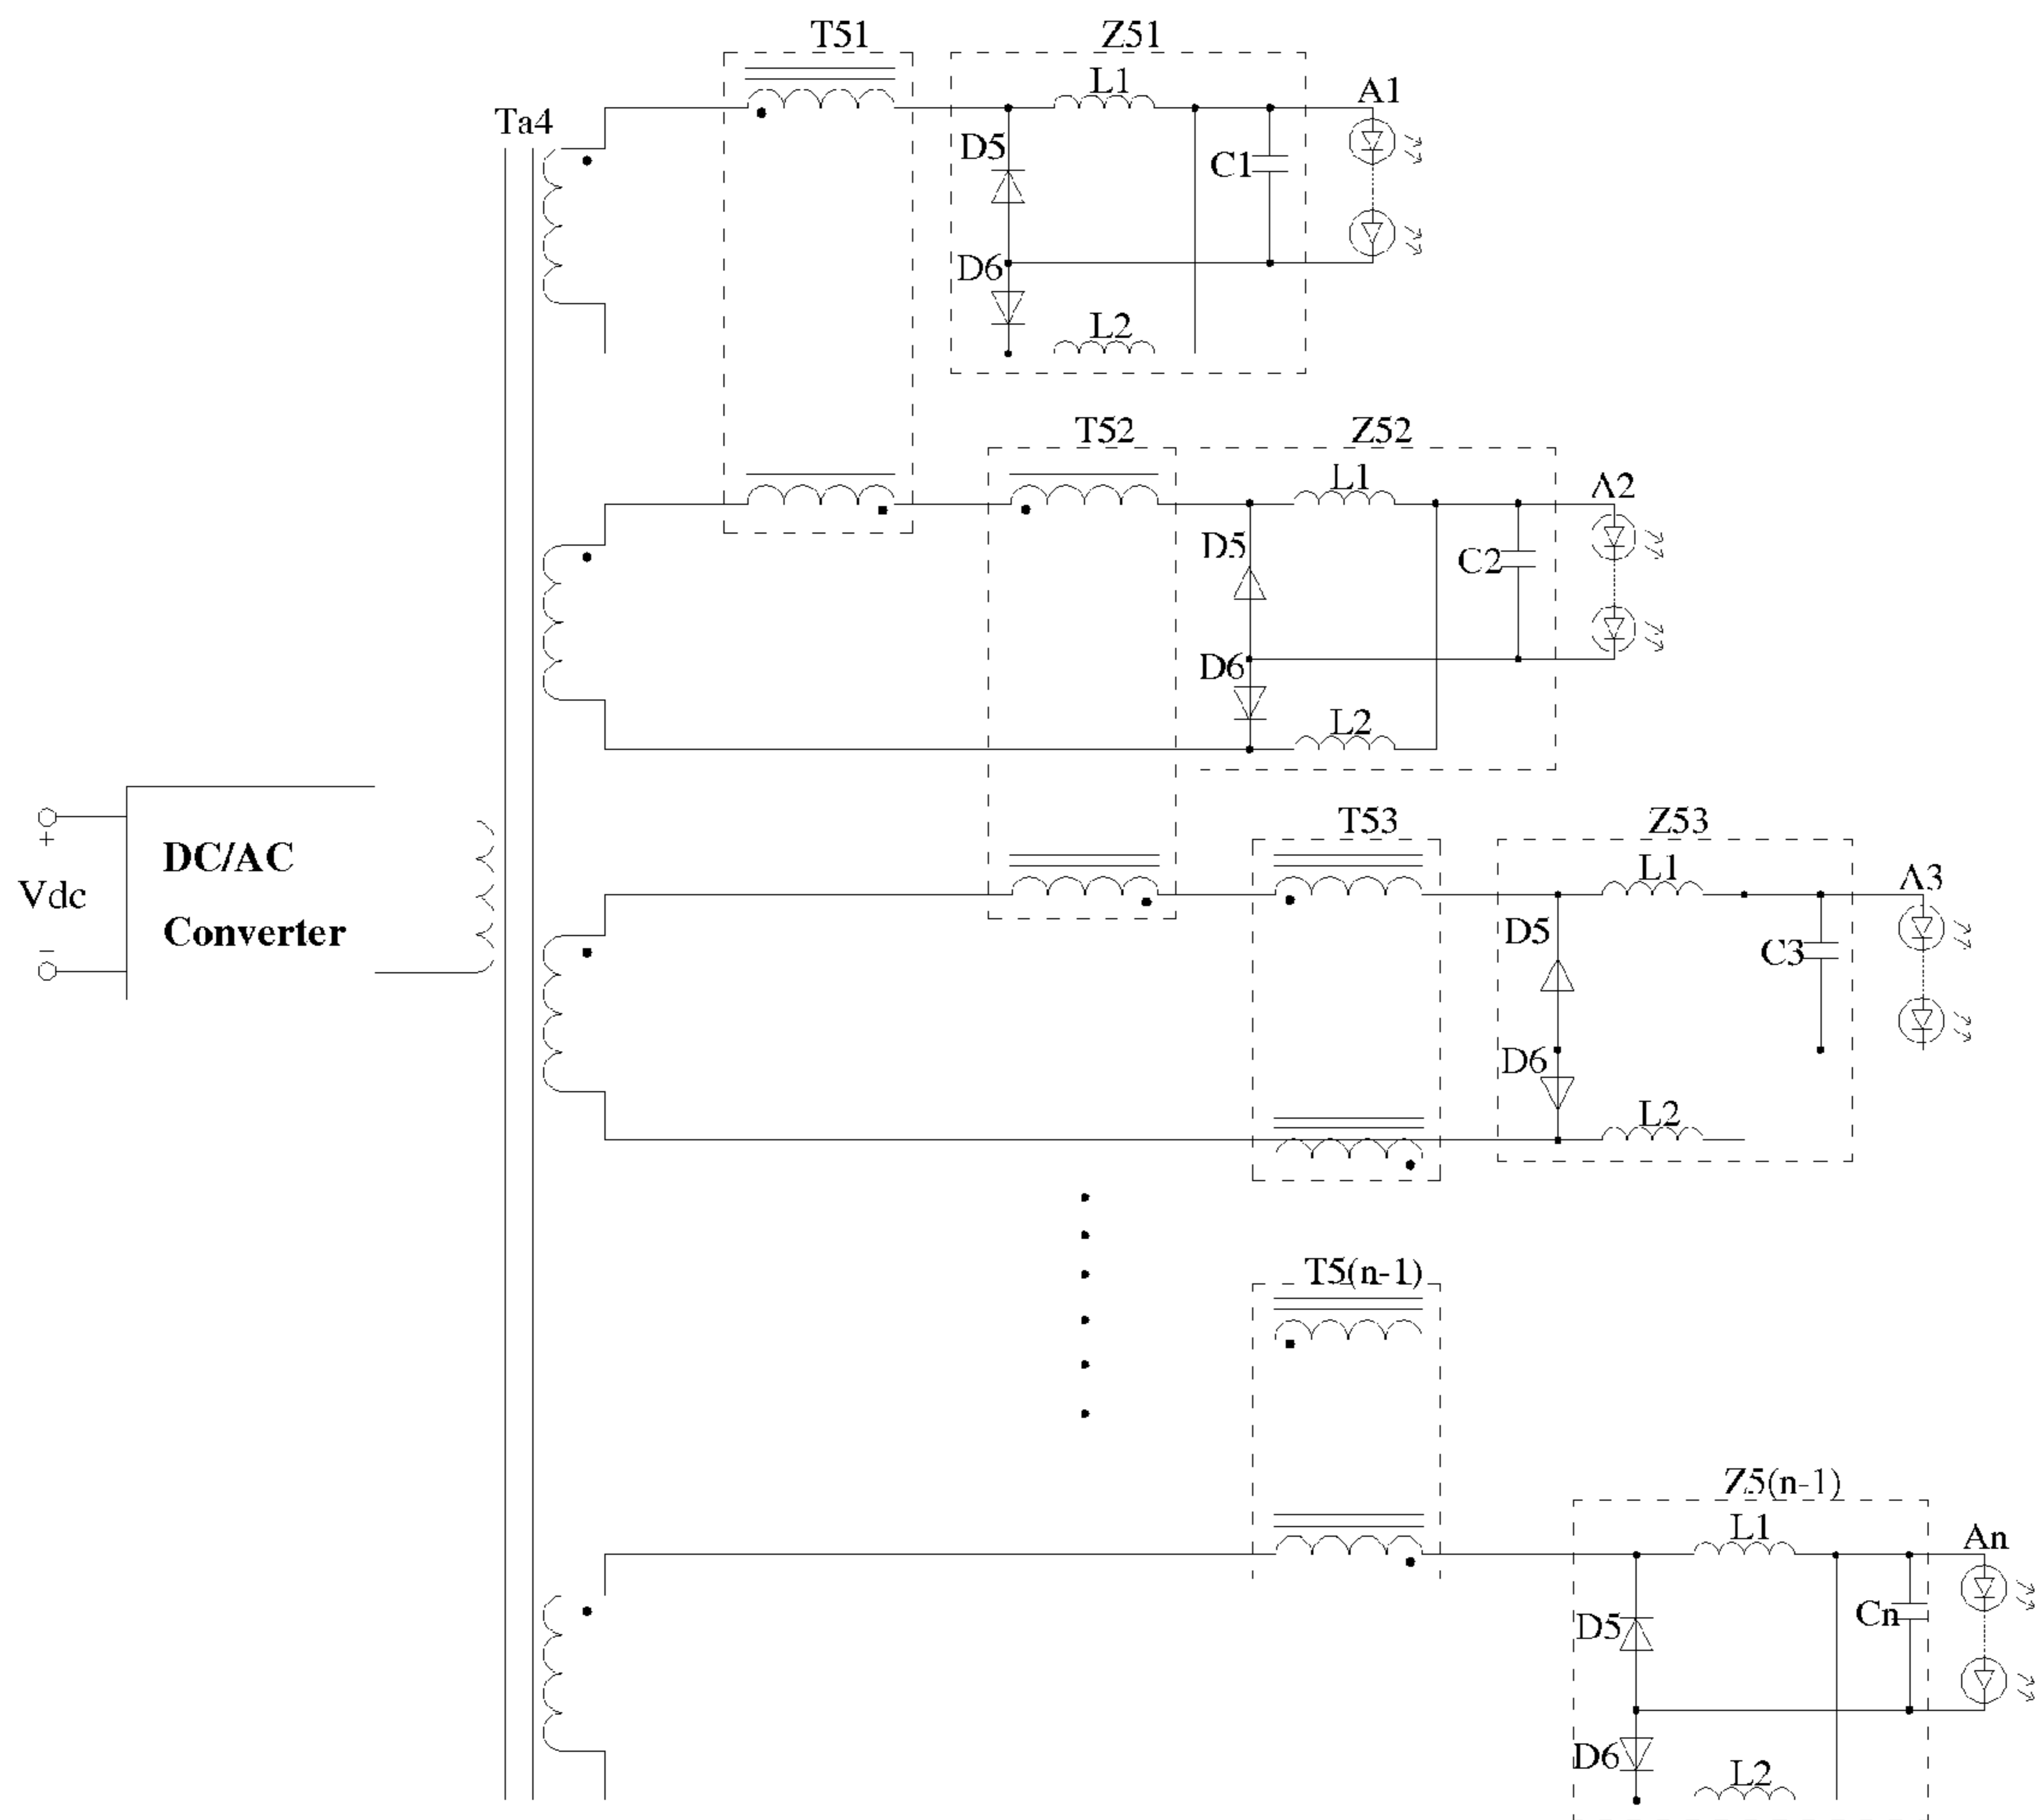 T51
Z51
L1
A1
Ta4
D5
C1
D6
L2
T52
Z52
L1
A2
D5
C2
D6
L2
T53
Z53
DC/AC
Converter
Vdc
+
−
L1
A3
D5
C3
D6
L2
T5(n-1)
Z5(n-1)
L1
An
D5
Cn
D6
L2